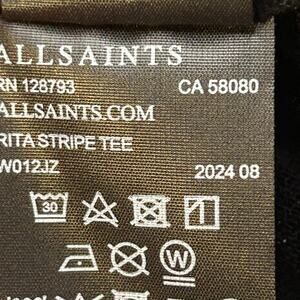 ALLSAINTS
RN 128793 CA 58080
ALLSAINTS.COM
RITA STRIPE TEE
W012JZ 2024 08
30
W